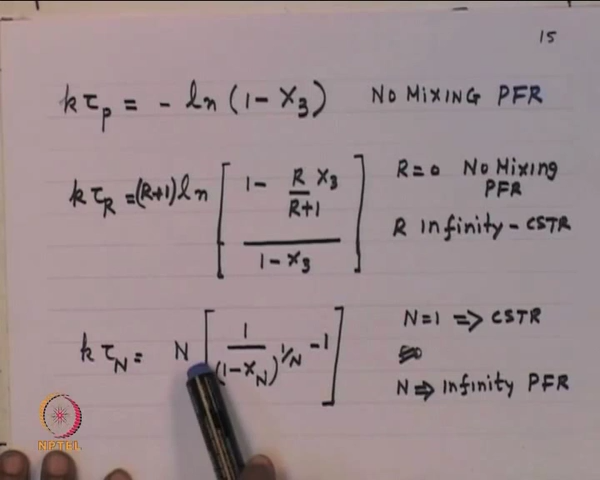 15
kτp = - ln (1 - X3) NO MIXING PFR
kτR = (R+1) ln [ (1 - R/(R+1) X3) / (1 - X3) ] R=0 No Mixing PFR
R Infinity - CSTR
kτN = N [ 1/(1-XN)^1/N - 1 ] N=1 => CSTR
N => Infinity PFR
NPTEL